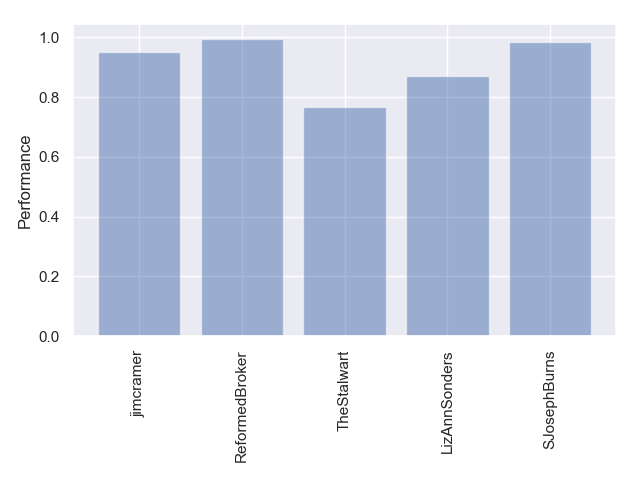 1.0
0.8
0.6
0.4
0.2
0.0
Performance
jimcramer
ReformedBroker
TheStalwart
LizAnnSonders
SJosephBurns